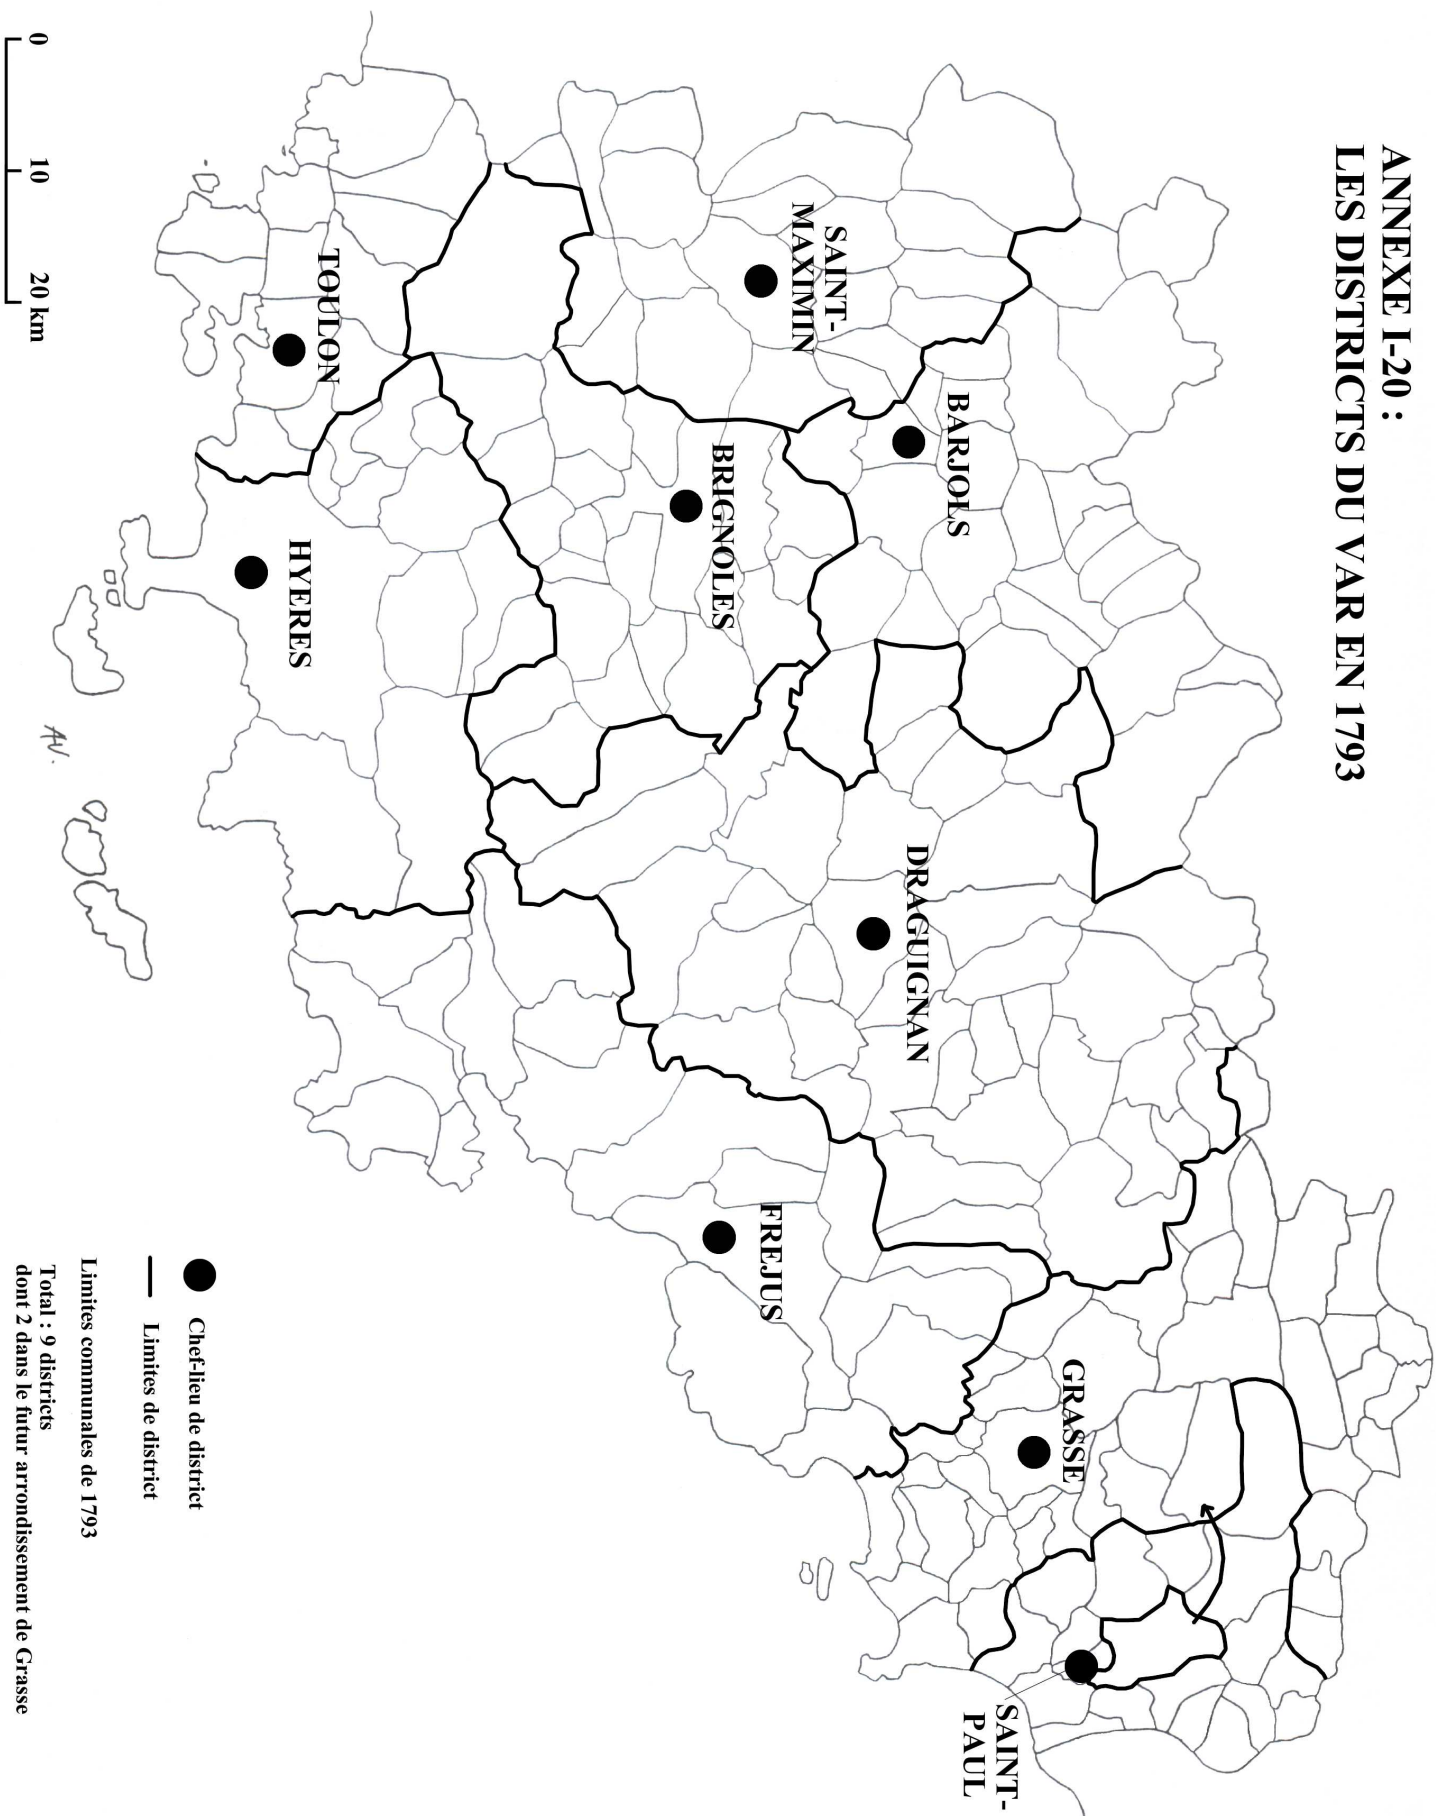 ANNEXE I-20 :
LES DISTRICTS DU VAR EN 1793
SAINT-
MAXIMIN
BARJOLS
BRIGNOLES
TOULON
HYERES
DRAGUIGNAN
FREJUS
GRASSE
SAINT-
PAUL
A.V.
0 10 20 km
Chef-lieu de district
Limites de district
Limites communales de 1793
Total : 9 districts
dont 2 dans le futur arrondissement de Grasse